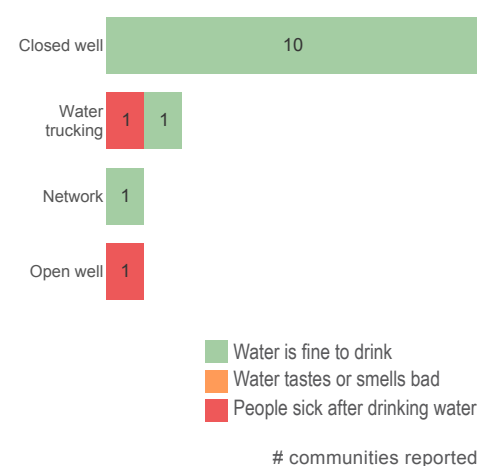 Closed well
10
Water
trucking
1
1
Network
1
Open well
1
Water is fine to drink
Water tastes or smells bad
People sick after drinking water
# communities reported